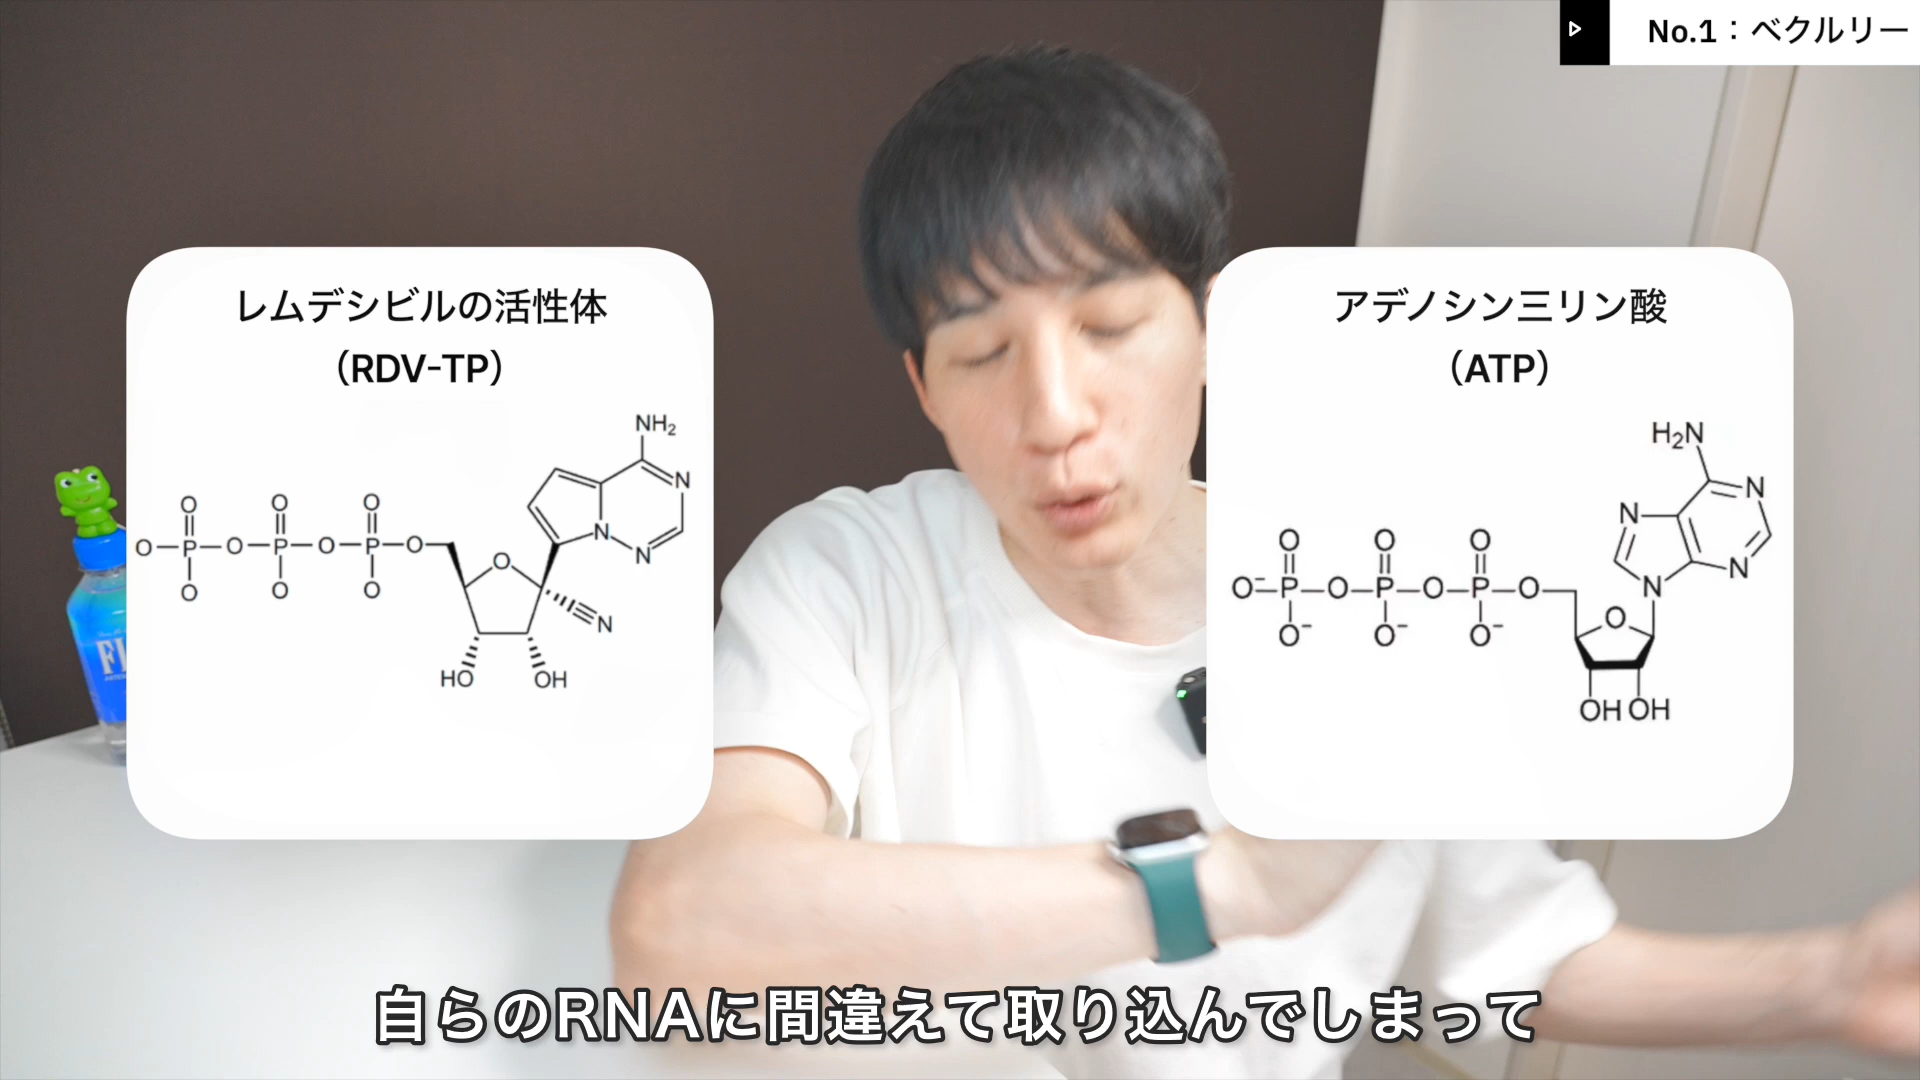 No.1：ベクルリー
レムデシビルの活性体
（RDV-TP）
NH₂
N
N
N
O O O
O P O P O P O
O O O
O
N
HO OH
アデノシン三リン酸
（ATP）
H₂N
N
N
N
N
O O O
O⁻ P O P O P O
O⁻ O⁻ O⁻
O
OH OH
FI
自らのRNAに間違えて取り込んでしまって